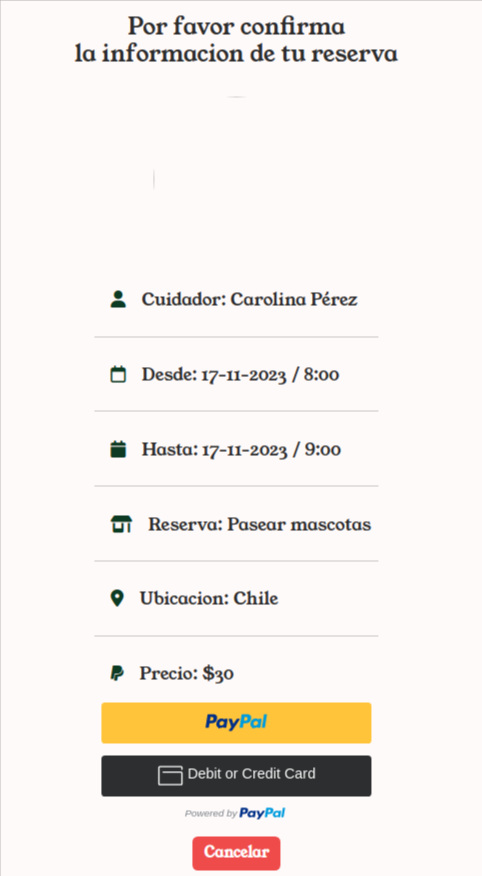 Por favor confirma
la informacion de tu reserva
Cuidador: Carolina Pérez
Desde: 17-11-2023 / 8:00
Hasta: 17-11-2023 / 9:00
Reserva: Pasear mascotas
Ubicacion: Chile
Precio: $30
PayPal
Debit or Credit Card
Powered by PayPal
Cancelar